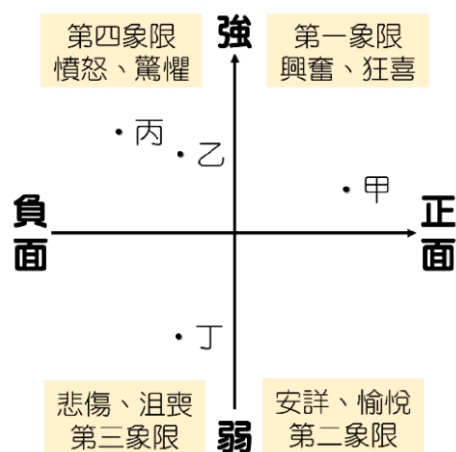 第四象限
憤怒、驚懼
強
第一象限
興奮、狂喜
丙
乙
甲
負面
正面
丁
悲傷、沮喪
第三象限
弱
安詳、愉悅
第二象限